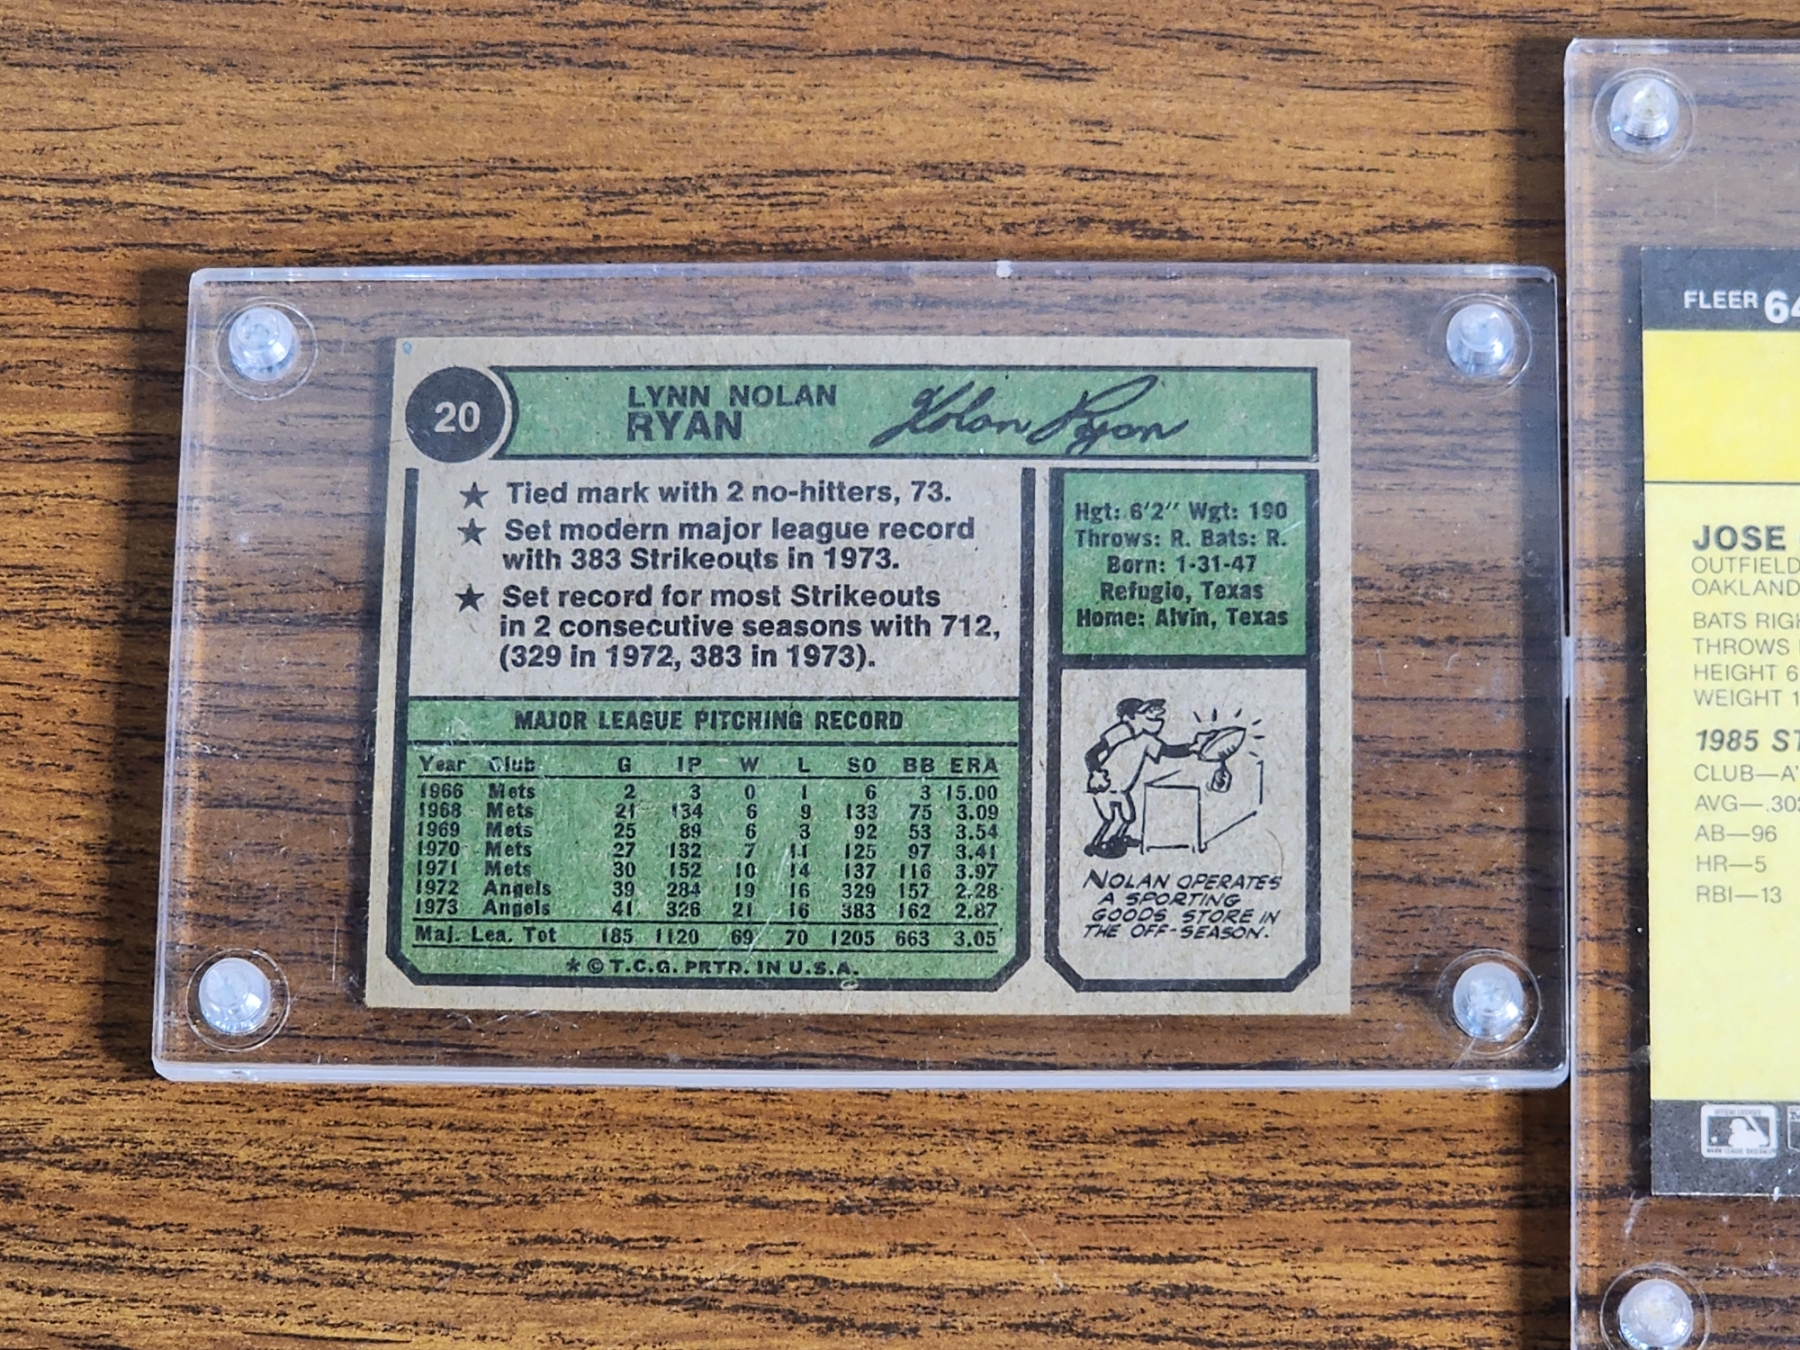 20
LYNN NOLAN
RYAN
Nolan Ryan
★ Tied mark with 2 no-hitters, 73.
★ Set modern major league record
with 383 Strikeouts in 1973.
★ Set record for most Strikeouts
in 2 consecutive seasons with 712,
(329 in 1972, 383 in 1973).
Hgt: 6'2" Wgt: 190
Throws: R. Bats: R.
Born: 1-31-47
Refugio, Texas
Home: Alvin, Texas
MAJOR LEAGUE PITCHING RECORD
Year Club G IP W L SO BB ERA
1966 Mets 2 3 0 1 6 3 15.00
1968 Mets 21 134 6 9 133 75 3.09
1969 Mets 25 89 6 3 92 53 3.54
1970 Mets 27 132 7 11 125 97 3.41
1971 Mets 30 152 10 14 137 116 3.97
1972 Angels 39 284 19 16 329 157 2.28
1973 Angels 41 326 21 16 383 162 2.87
Maj. Lea. Tot 185 1120 69 70 1205 663 3.05
* © T.C.G. PRTD. IN U.S.A.
NOLAN OPERATES
A SPORTING
GOODS STORE IN
THE OFF-SEASON.
FLEER 64
JOSE
OUTFIELD
OAKLAND
BATS RIGH
THROWS
HEIGHT 6
WEIGHT 1
1985 ST
CLUB—A'
AVG—.302
AB—96
HR—5
RBI—13